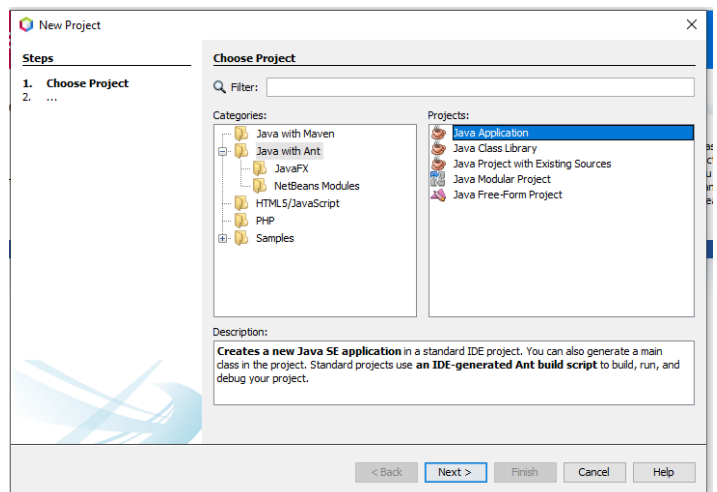 New Project
Steps
1. Choose Project
2. ...
Choose Project
Filter:
Categories:
Java with Maven
Java with Ant
JavaFX
NetBeans Modules
HTML5/JavaScript
PHP
Samples
Projects:
Java Application
Java Class Library
Java Project with Existing Sources
Java Modular Project
Java Free-Form Project
Description:
Creates a new Java SE application in a standard IDE project. You can also generate a main
class in the project. Standard projects use an IDE-generated Ant build script to build, run, and
debug your project.
< Back
Next >
Finish
Cancel
Help